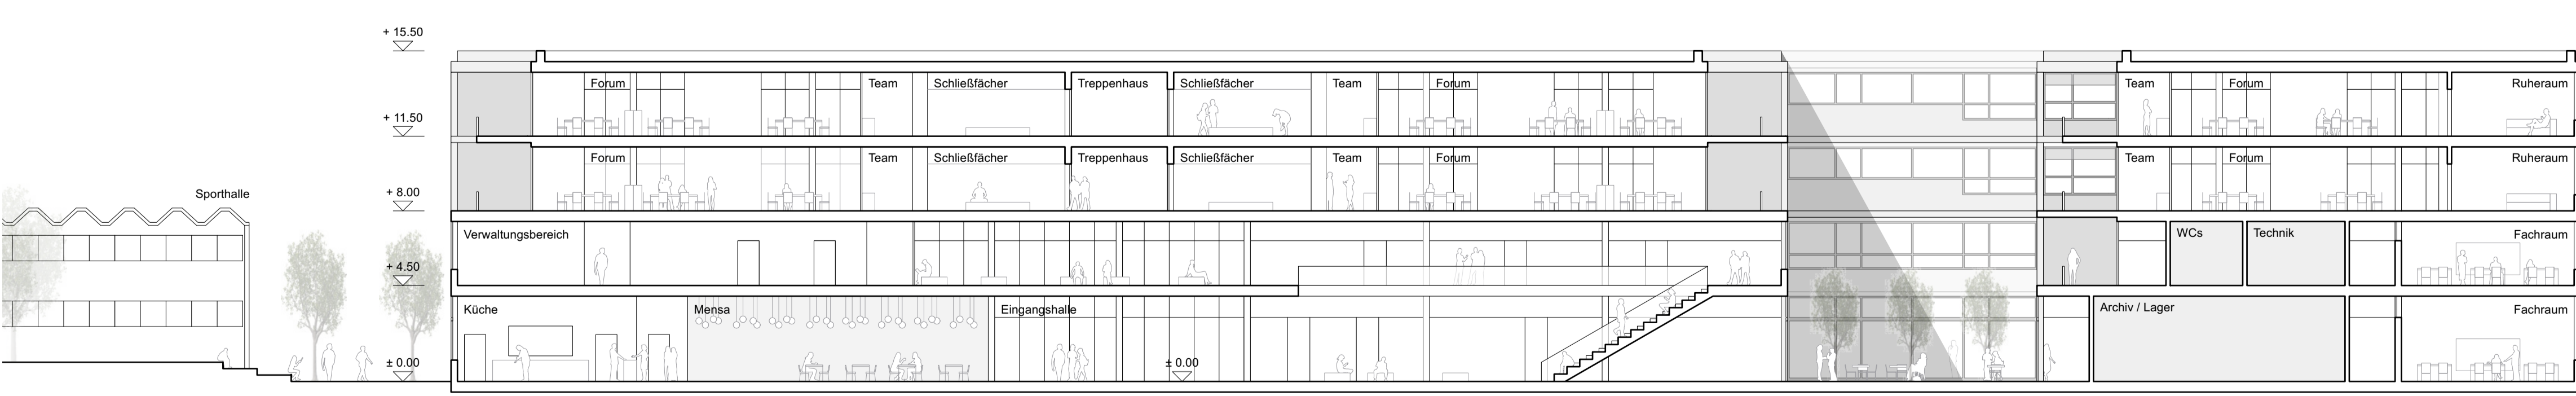 + 15.50
Forum
Team
Schließfächer
Treppenhaus
Schließfächer
Team
Forum
Team
Forum
Ruheraum
+ 11.50
Forum
Team
Schließfächer
Treppenhaus
Schließfächer
Team
Forum
Team
Forum
Ruheraum
+ 8.00
Sporthalle
Verwaltungsbereich
WCs
Technik
Fachraum
+ 4.50
Küche
Mensa
Eingangshalle
Archiv / Lager
Fachraum
± 0.00
± 0.00